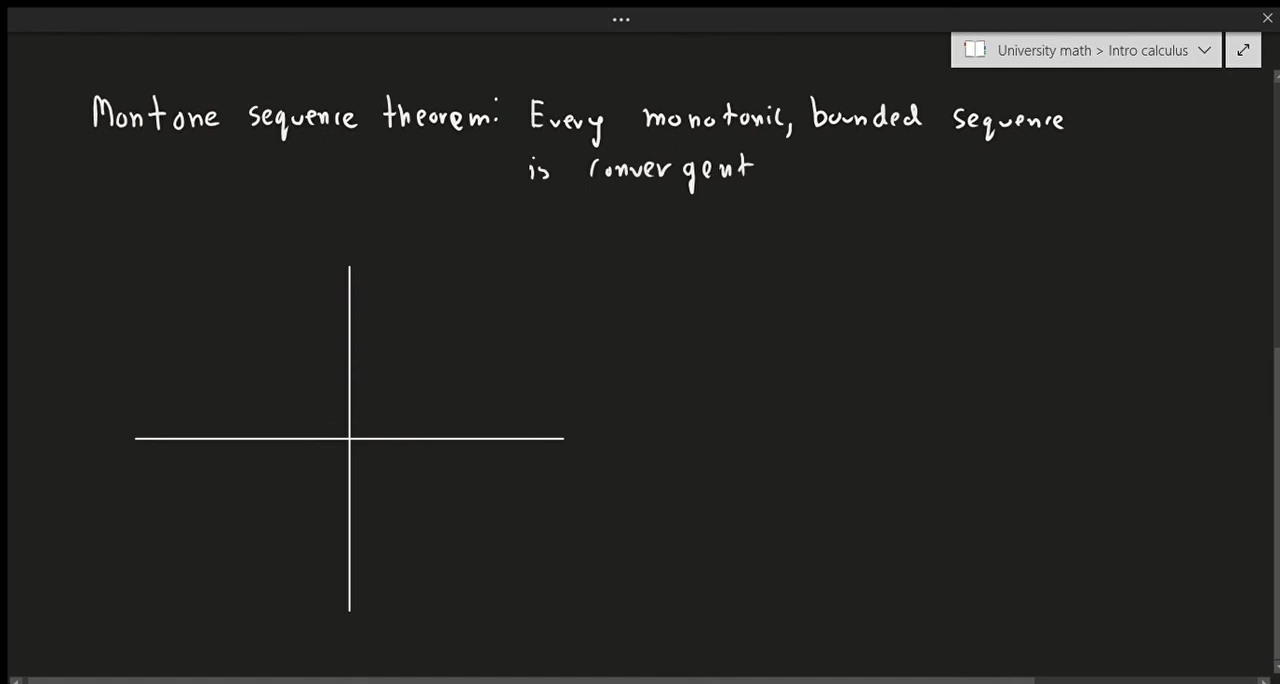 University math > Intro calculus
Montone sequence theorem: Every monotonic, bounded sequence
is convergent